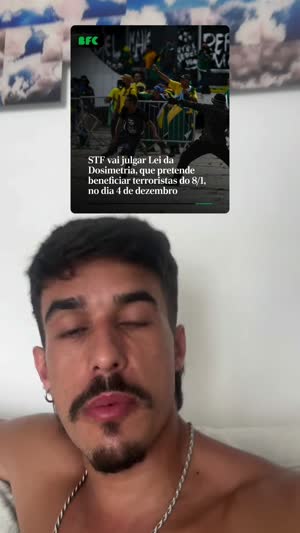 BFC
STF vai julgar Lei da
Dosimetria, que pretende
beneficiar terroristas do 8/1,
no dia 4 de dezembro